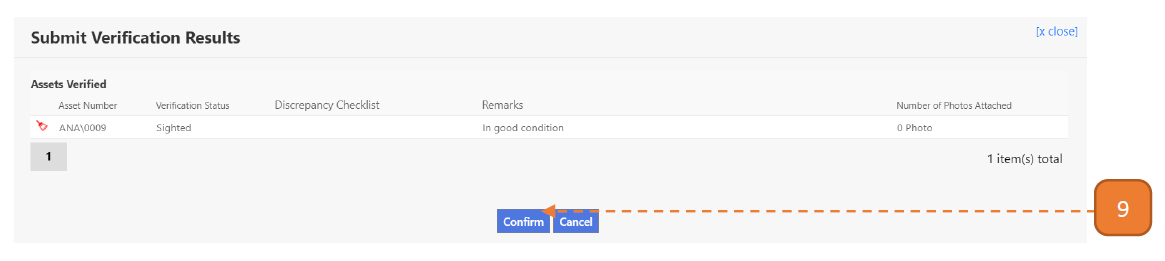 Submit Verification Results
[x close]
Assets Verified
Asset Number Verification Status Discrepancy Checklist Remarks Number of Photos Attached
ANA\0009 Sighted In good condition 0 Photo
1
1 item(s) total
Confirm Cancel
9